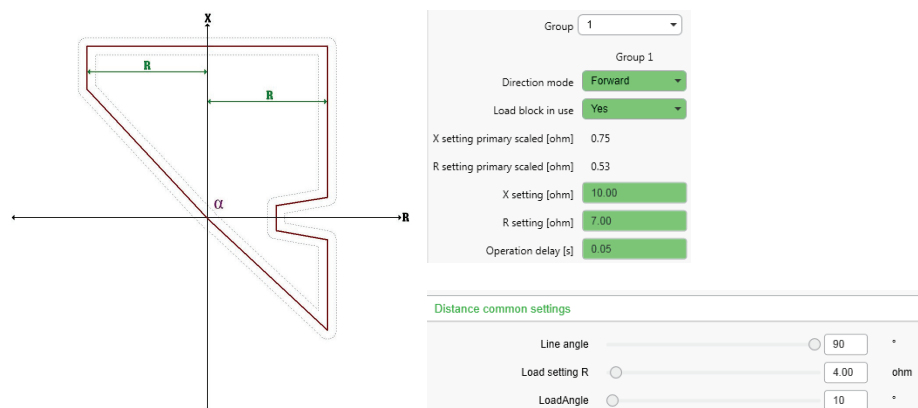 X
R
R
α
R
Group 1
Group 1
Direction mode Forward
Load block in use Yes
X setting primary scaled [ohm] 0.75
R setting primary scaled [ohm] 0.53
X setting [ohm] 10.00
R setting [ohm] 7.00
Operation delay [s] 0.05
Distance common settings
Line angle 90 °
Load setting R 4.00 ohm
LoadAngle 10 °